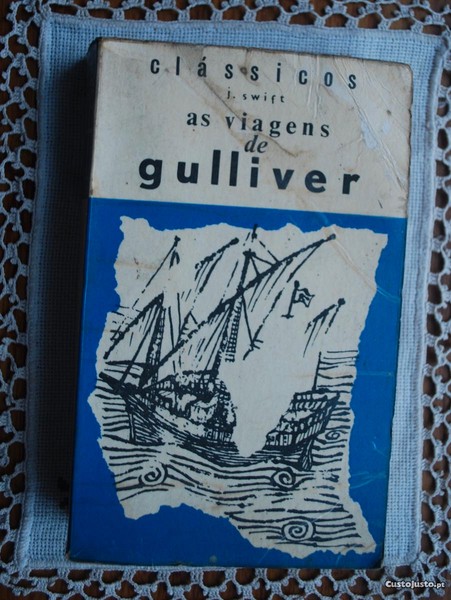 clássicos
j. swift
as viagens
de
gulliver
CustoJusto.pt